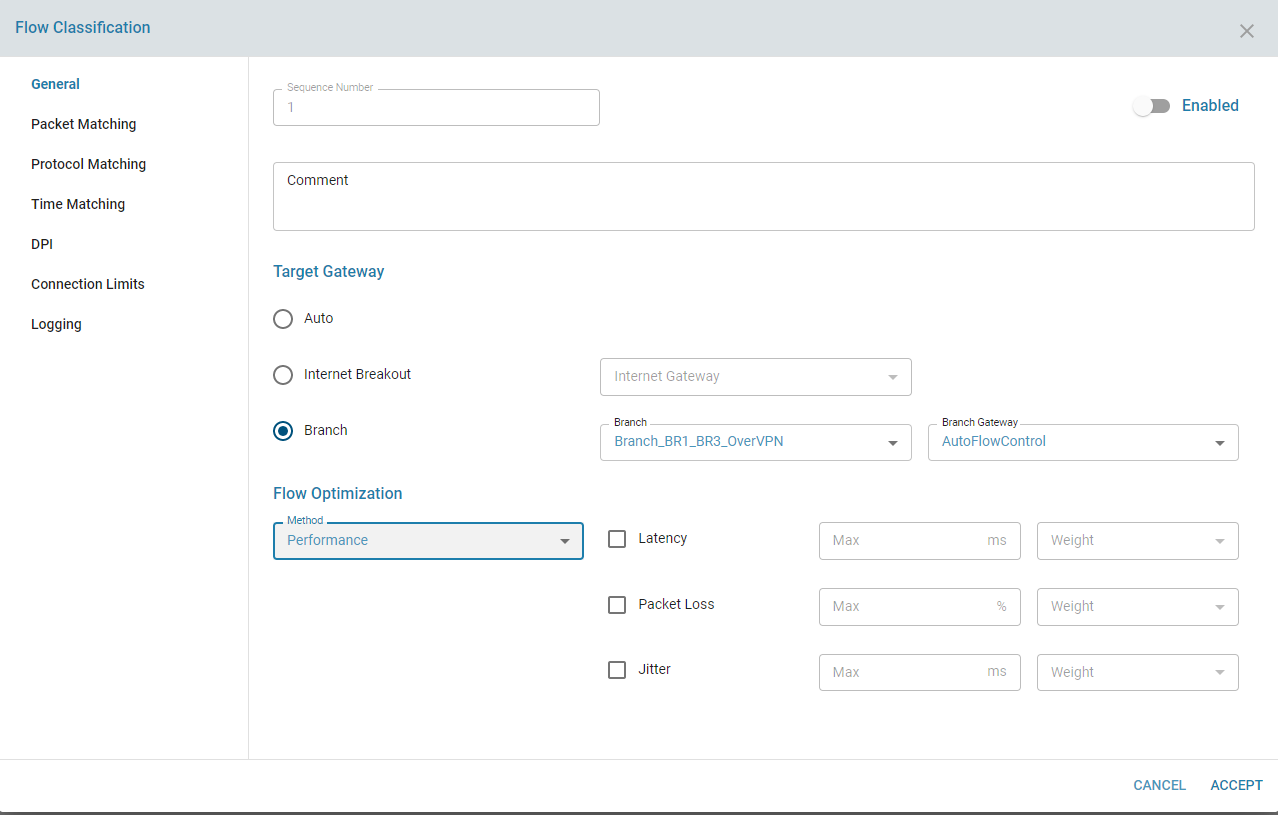 Flow Classification
General
Packet Matching
Protocol Matching
Time Matching
DPI
Connection Limits
Logging
Sequence Number
1
Enabled
Comment
Target Gateway
Auto
Internet Breakout
Internet Gateway
Branch
Branch
Branch_BR1_BR3_OverVPN
Branch Gateway
AutoFlowControl
Flow Optimization
Method
Performance
Latency
Max ms
Weight
Packet Loss
Max %
Weight
Jitter
Max ms
Weight
CANCEL
ACCEPT